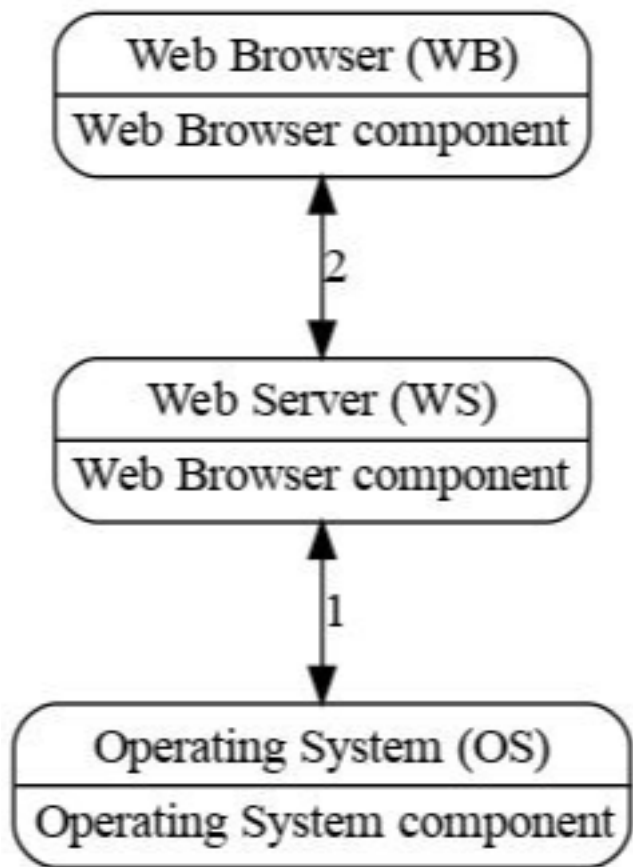 Web Browser (WB)
Web Browser component
2
Web Server (WS)
Web Browser component
1
Operating System (OS)
Operating System component